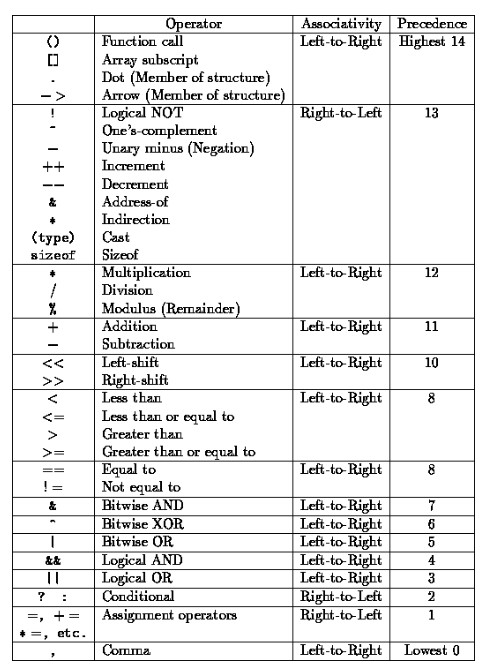 Operator Associativity Precedence
() Function call Left-to-Right Highest 14
[] Array subscript
. Dot (Member of structure)
-> Arrow (Member of structure)
! Logical NOT Right-to-Left 13
~ One's-complement
- Unary minus (Negation)
++ Increment
-- Decrement
& Address-of
* Indirection
(type) Cast
sizeof Sizeof
* Multiplication Left-to-Right 12
/ Division
% Modulus (Remainder)
+ Addition Left-to-Right 11
- Subtraction
<< Left-shift Left-to-Right 10
>> Right-shift
< Less than Left-to-Right 8
<= Less than or equal to
> Greater than
>= Greater than or equal to
== Equal to Left-to-Right 8
!= Not equal to
& Bitwise AND Left-to-Right 7
^ Bitwise XOR Left-to-Right 6
| Bitwise OR Left-to-Right 5
&& Logical AND Left-to-Right 4
|| Logical OR Left-to-Right 3
? : Conditional Right-to-Left 2
=, += Assignment operators Right-to-Left 1
*=, etc.
, Comma Left-to-Right Lowest 0